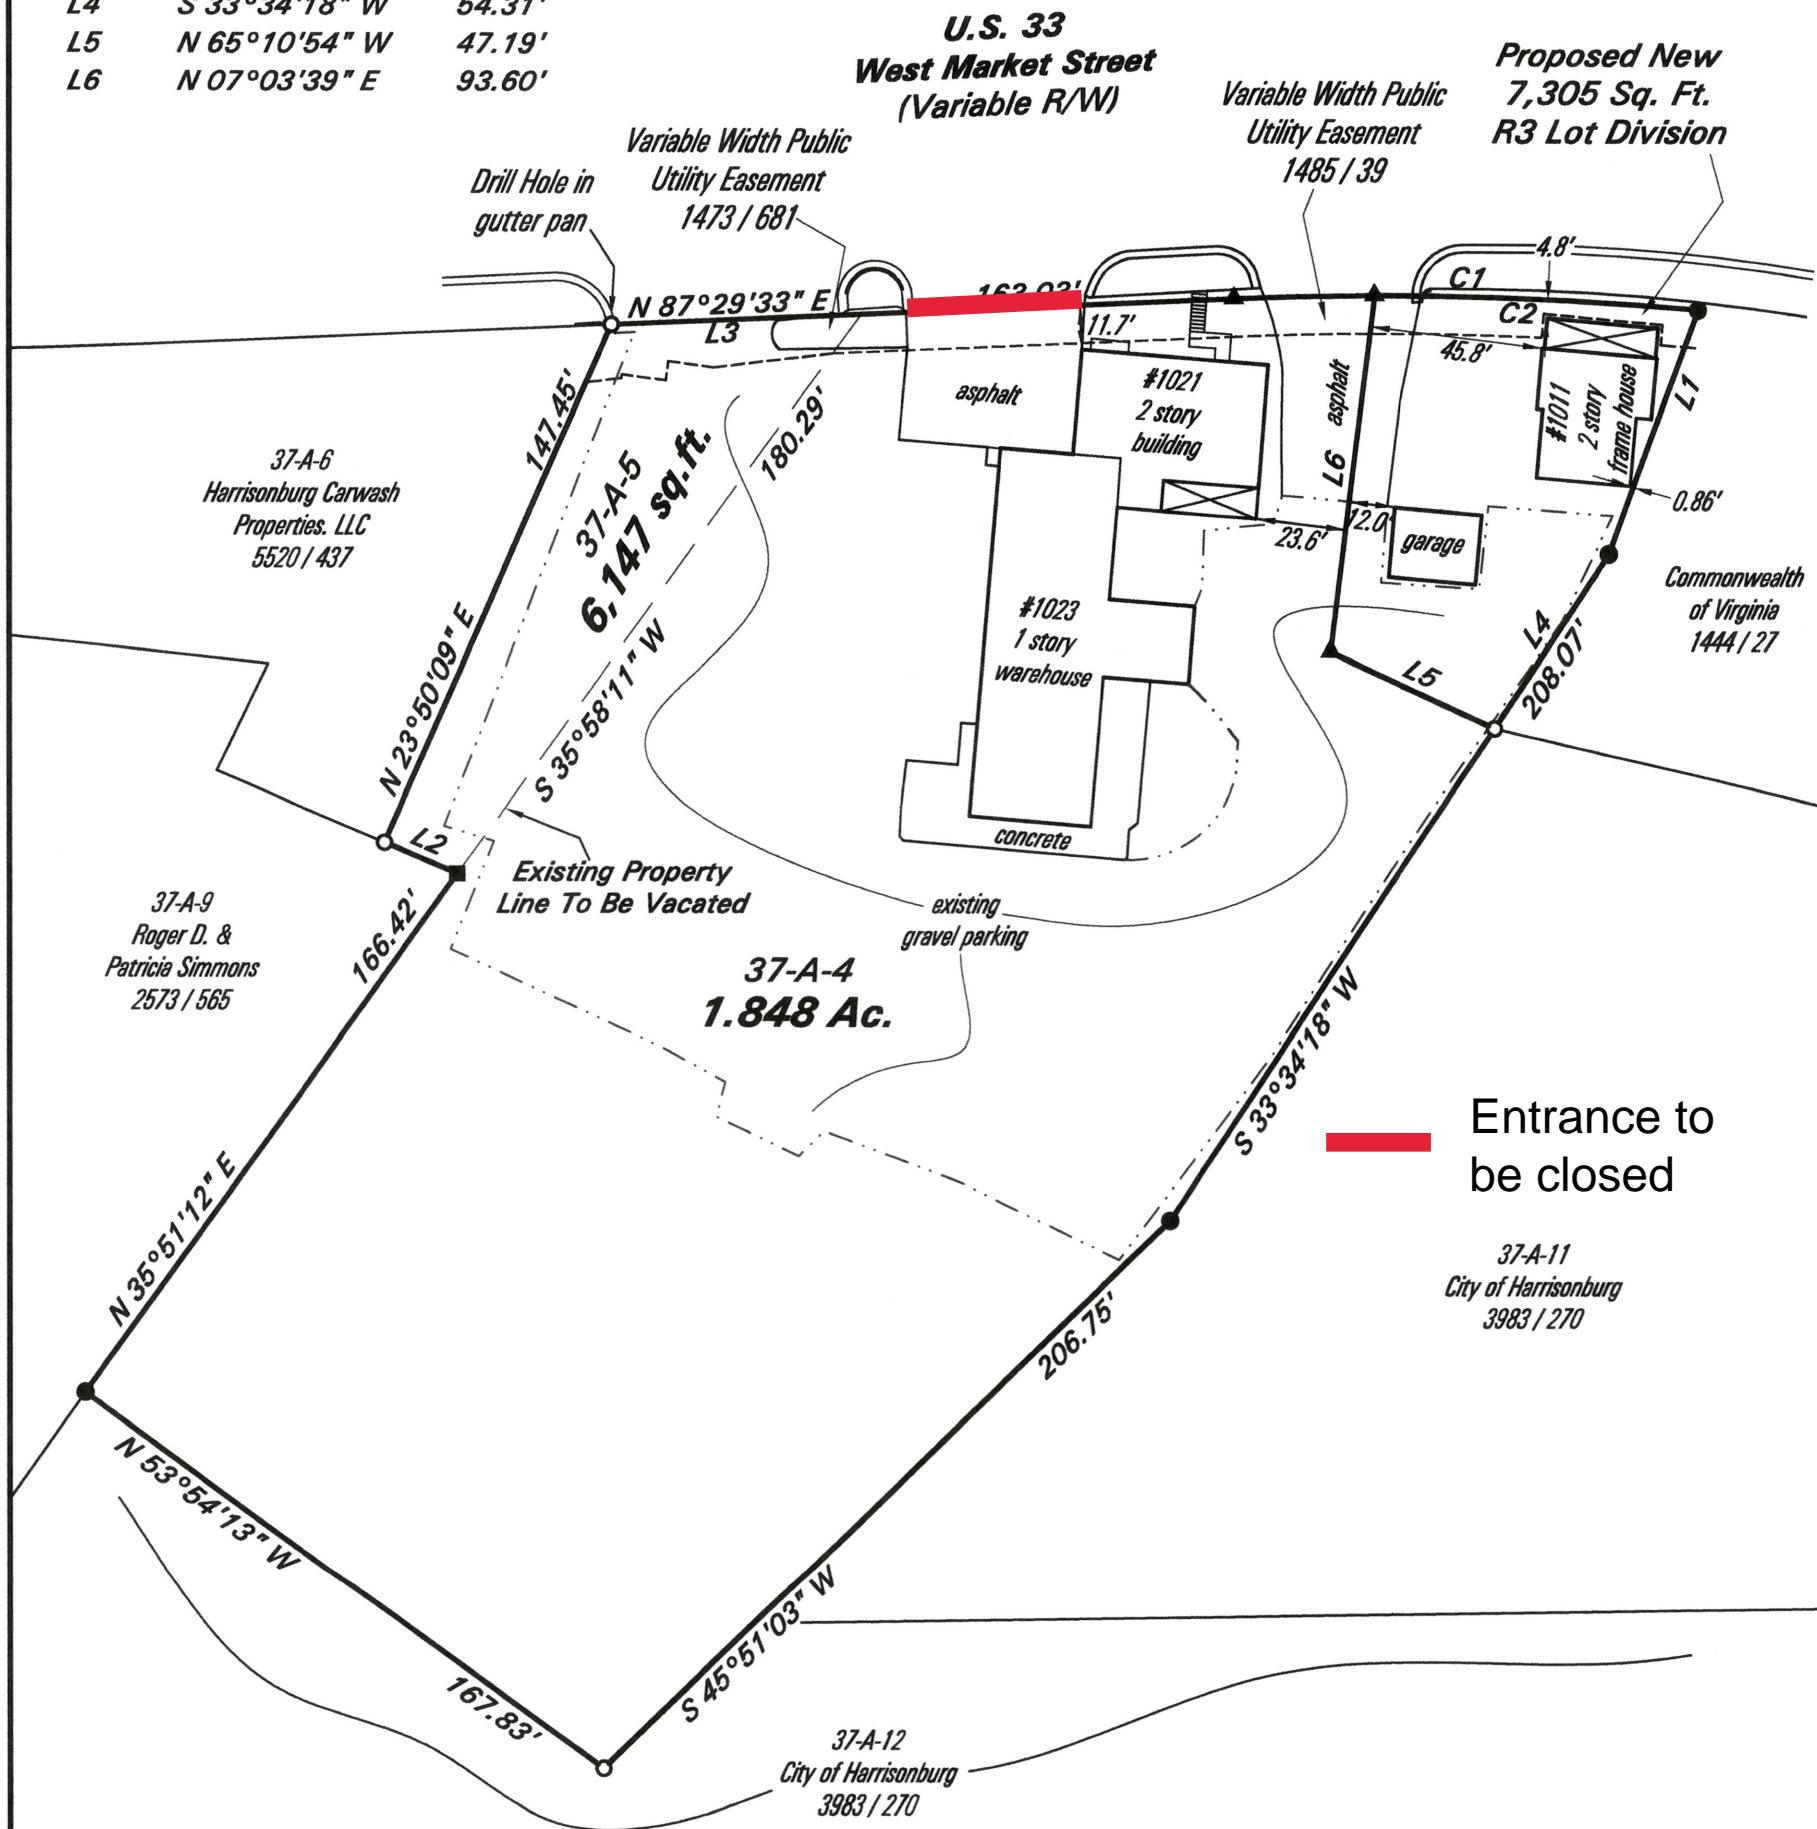 L4 S 33°34'18" W 54.31'
L5 N 65°10'54" W 47.19'
L6 N 07°03'39" E 93.60'
U.S. 33
West Market Street
(Variable R/W)
Proposed New
7,305 Sq. Ft.
R3 Lot Division
Variable Width Public
Utility Easement
1485 / 39
Variable Width Public
Utility Easement
1473 / 681
Drill Hole in
gutter pan
4.8'
C1
N 87°29'33" E
163.03'
L3
C2
11.7'
45.8'
asphalt
#1021
2 story
building
L6
asphalt
#1011
2 story
frame house
L1
147.45'
180.29'
37-A-5
6,147 sq.ft.
37-A-6
Harrisonburg Carwash
Properties. LLC
5520 / 437
0.86'
23.6'
12.0'
garage
Commonwealth
of Virginia
1444 / 27
#1023
1 story
warehouse
L4
208.07'
L5
N 23°50'09" E
S 35°58'11" W
L2
concrete
Existing Property
Line To Be Vacated
37-A-9
Roger D. &
Patricia Simmons
2573 / 565
166.42'
existing
gravel parking
37-A-4
1.848 Ac.
S 33°34'18" W
Entrance to
be closed
N 35°51'12" E
37-A-11
City of Harrisonburg
3983 / 270
206.75'
N 53°54'13" W
S 45°51'03" W
167.83'
37-A-12
City of Harrisonburg
3983 / 270